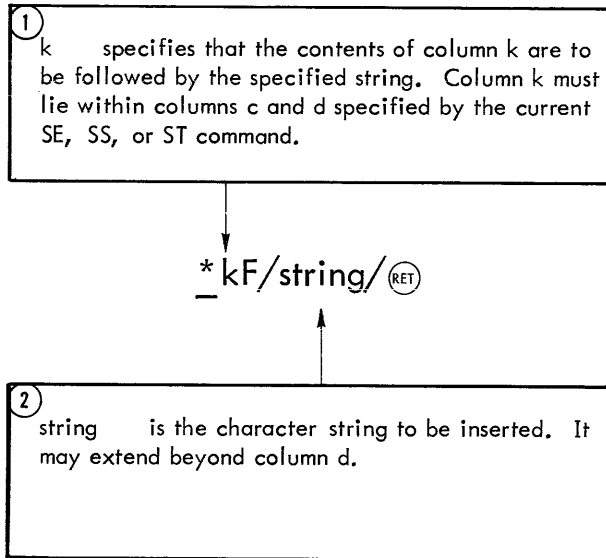 1
k specifies that the contents of column k are to
be followed by the specified string. Column k must
lie within columns c and d specified by the current
SE, SS, or ST command.
*kF/string/ RET
2
string is the character string to be inserted. It
may extend beyond column d.